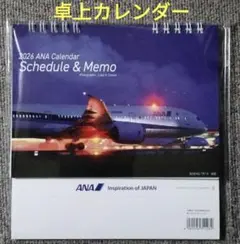 卓上カレンダー
2026 ANA Calendar
Schedule & Memo
ANA Inspiration of JAPAN